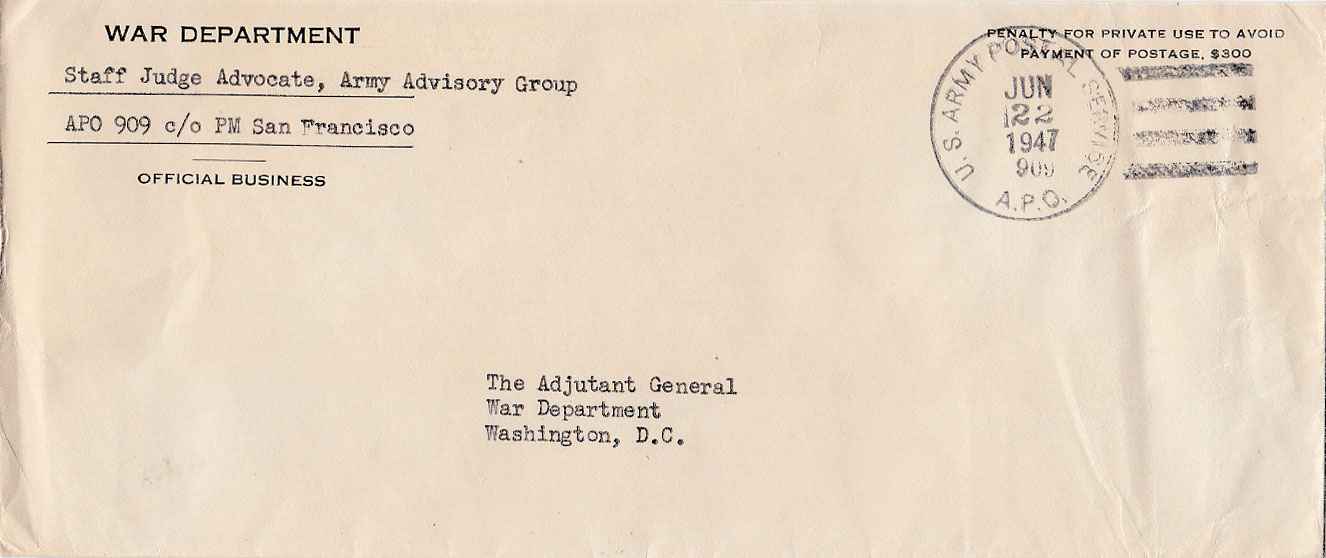 WAR DEPARTMENT
Staff Judge Advocate, Army Advisory Group
APO 909 c/o PM San Francisco
OFFICIAL BUSINESS
PENALTY FOR PRIVATE USE TO AVOID
PAYMENT OF POSTAGE, $300
U.S. ARMY POSTAL SERVICE
JUN
22
1947
909
A.P.O.
The Adjutant General
War Department
Washington, D.C.